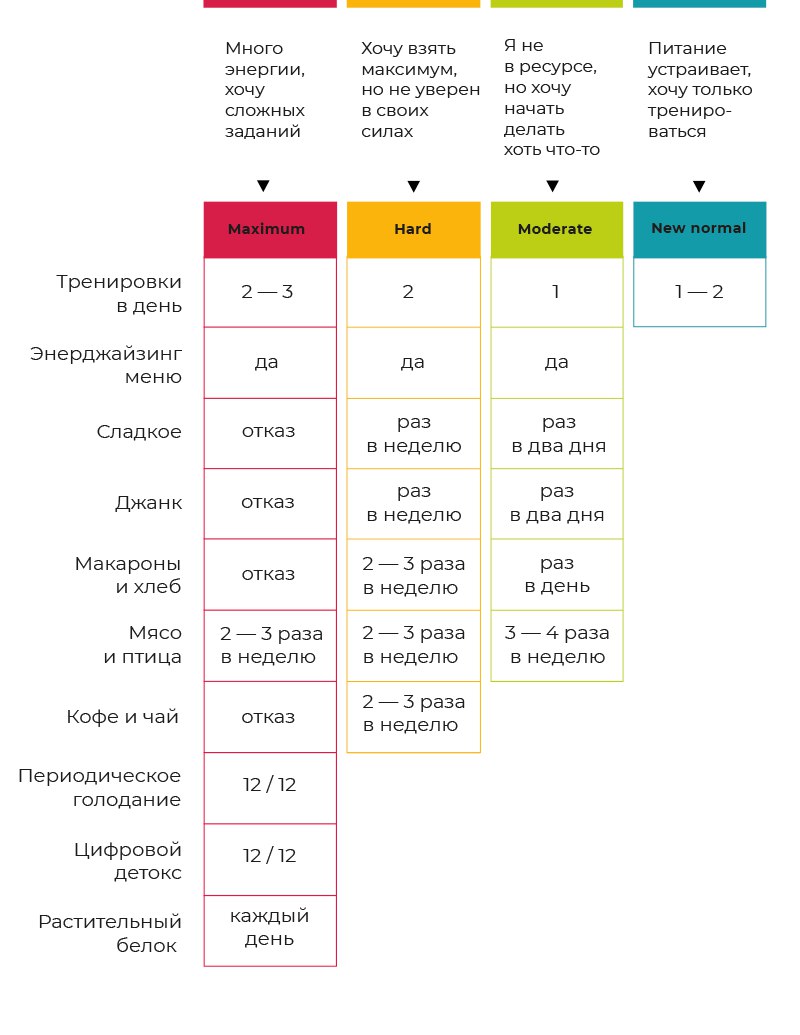 Много
энергии,
хочу
сложных
заданий
Хочу взять
максимум,
но не уверен
в своих
силах
Я не
в ресурсе,
но хочу
начать
делать
хоть что-то
Питание
устраивает,
хочу только
трениро-
ваться
Maximum
Hard
Moderate
New normal
Тренировки
в день
2 — 3
2
1
1 — 2
Энерджайзинг
меню
да
да
да
Сладкое
отказ
раз
в неделю
раз
в два дня
Джанк
отказ
раз
в неделю
раз
в два дня
Макароны
и хлеб
отказ
2 — 3 раза
в неделю
раз
в день
Мясо
и птица
2 — 3 раза
в неделю
2 — 3 раза
в неделю
3 — 4 раза
в неделю
Кофе и чай
отказ
2 — 3 раза
в неделю
Периодическое
голодание
12 / 12
Цифровой
детокс
12 / 12
Растительный
белок
каждый
день